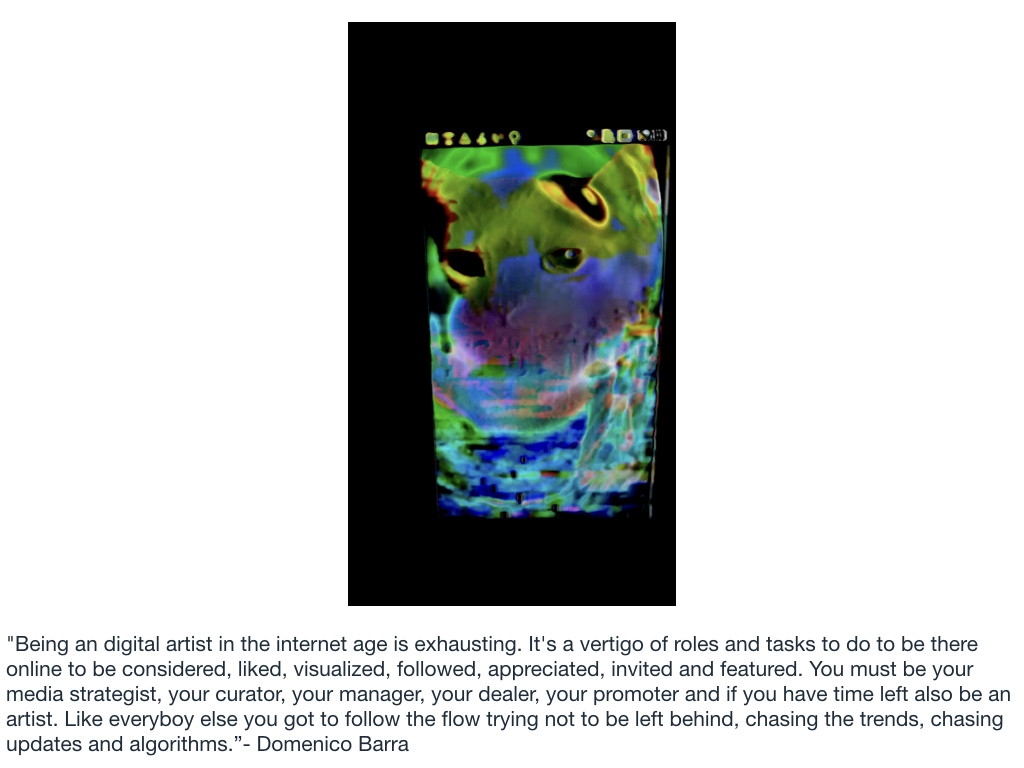 "Being an digital artist in the internet age is exhausting. It's a vertigo of roles and tasks to do to be there
online to be considered, liked, visualized, followed, appreciated, invited and featured. You must be your
media strategist, your curator, your manager, your dealer, your promoter and if you have time left also be an
artist. Like everyboy else you got to follow the flow trying not to be left behind, chasing the trends, chasing
updates and algorithms.”- Domenico Barra